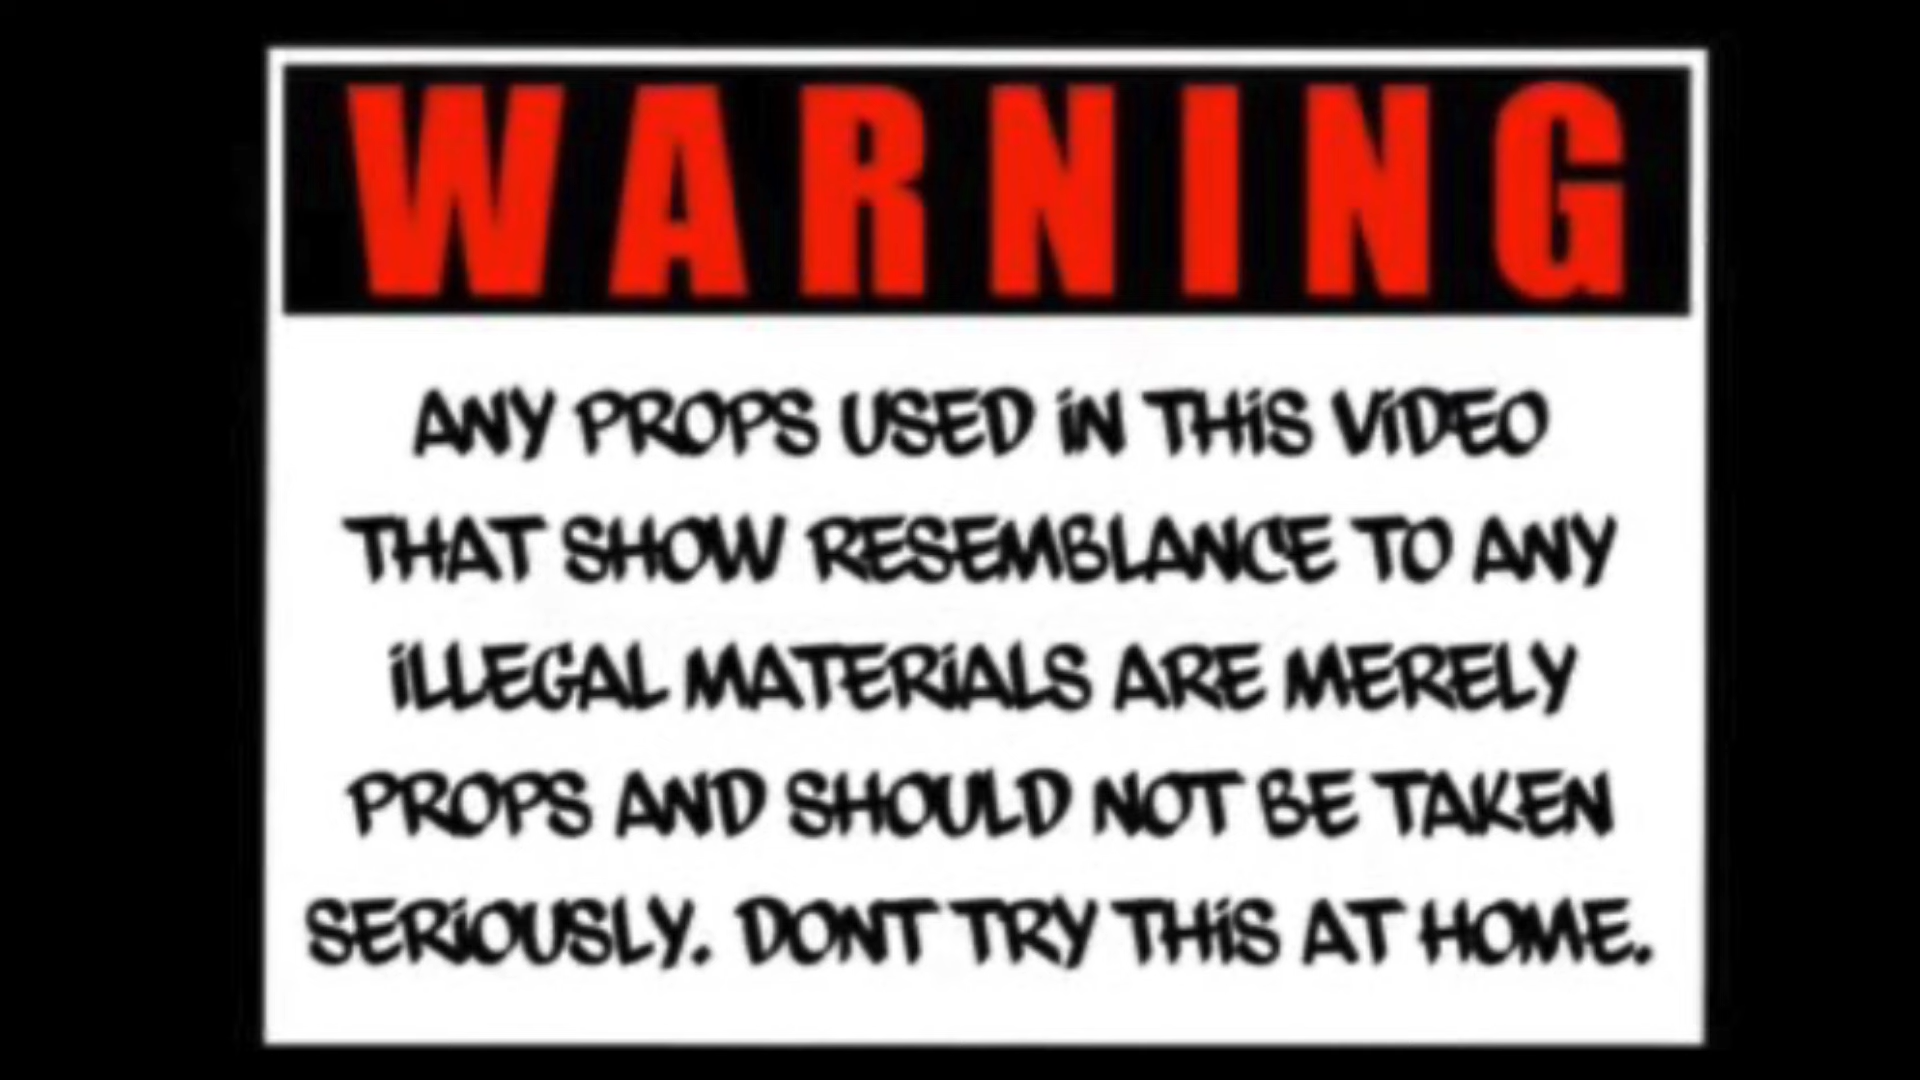 WARNING
ANY PROPS USED iN THiS ViDEO
THAT SHOW RESEMBLANCE TO ANY
iLLEGAL MATERiALS ARE MERELY
PROPS AND SHOULD NOT BE TAKEN
SERiOUSLY. DONT TRY THiS AT HOME.